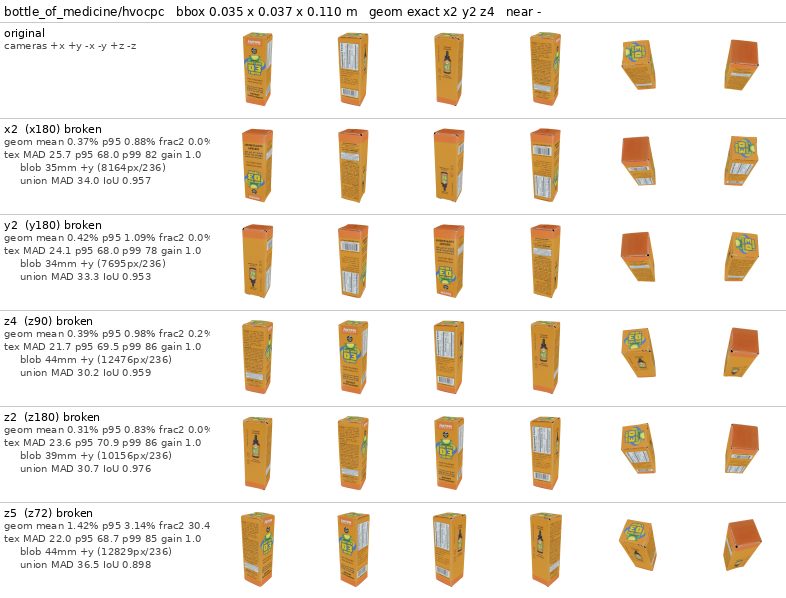 bottle_of_medicine/hvocpc bbox 0.035 x 0.037 x 0.110 m geom exact x2 y2 z4 near -
original
cameras +x +y -x -y +z -z
x2 (x180) broken
geom mean 0.37% p95 0.88% frac2 0.0%
tex MAD 25.7 p95 68.0 p99 82 gain 1.0
blob 35mm +y (8164px/236)
union MAD 34.0 IoU 0.957
y2 (y180) broken
geom mean 0.42% p95 1.09% frac2 0.0%
tex MAD 24.1 p95 68.0 p99 78 gain 1.0
blob 34mm +y (7695px/236)
union MAD 33.3 IoU 0.953
z4 (z90) broken
geom mean 0.39% p95 0.98% frac2 0.2%
tex MAD 21.7 p95 69.5 p99 86 gain 1.0
blob 44mm +y (12476px/236)
union MAD 30.2 IoU 0.959
z2 (z180) broken
geom mean 0.31% p95 0.83% frac2 0.0%
tex MAD 23.6 p95 70.9 p99 86 gain 1.0
blob 39mm +y (10156px/236)
union MAD 30.7 IoU 0.976
z5 (z72) broken
geom mean 1.42% p95 3.14% frac2 30.4
tex MAD 22.0 p95 68.7 p99 85 gain 1.0
blob 44mm +y (12829px/236)
union MAD 36.5 IoU 0.898